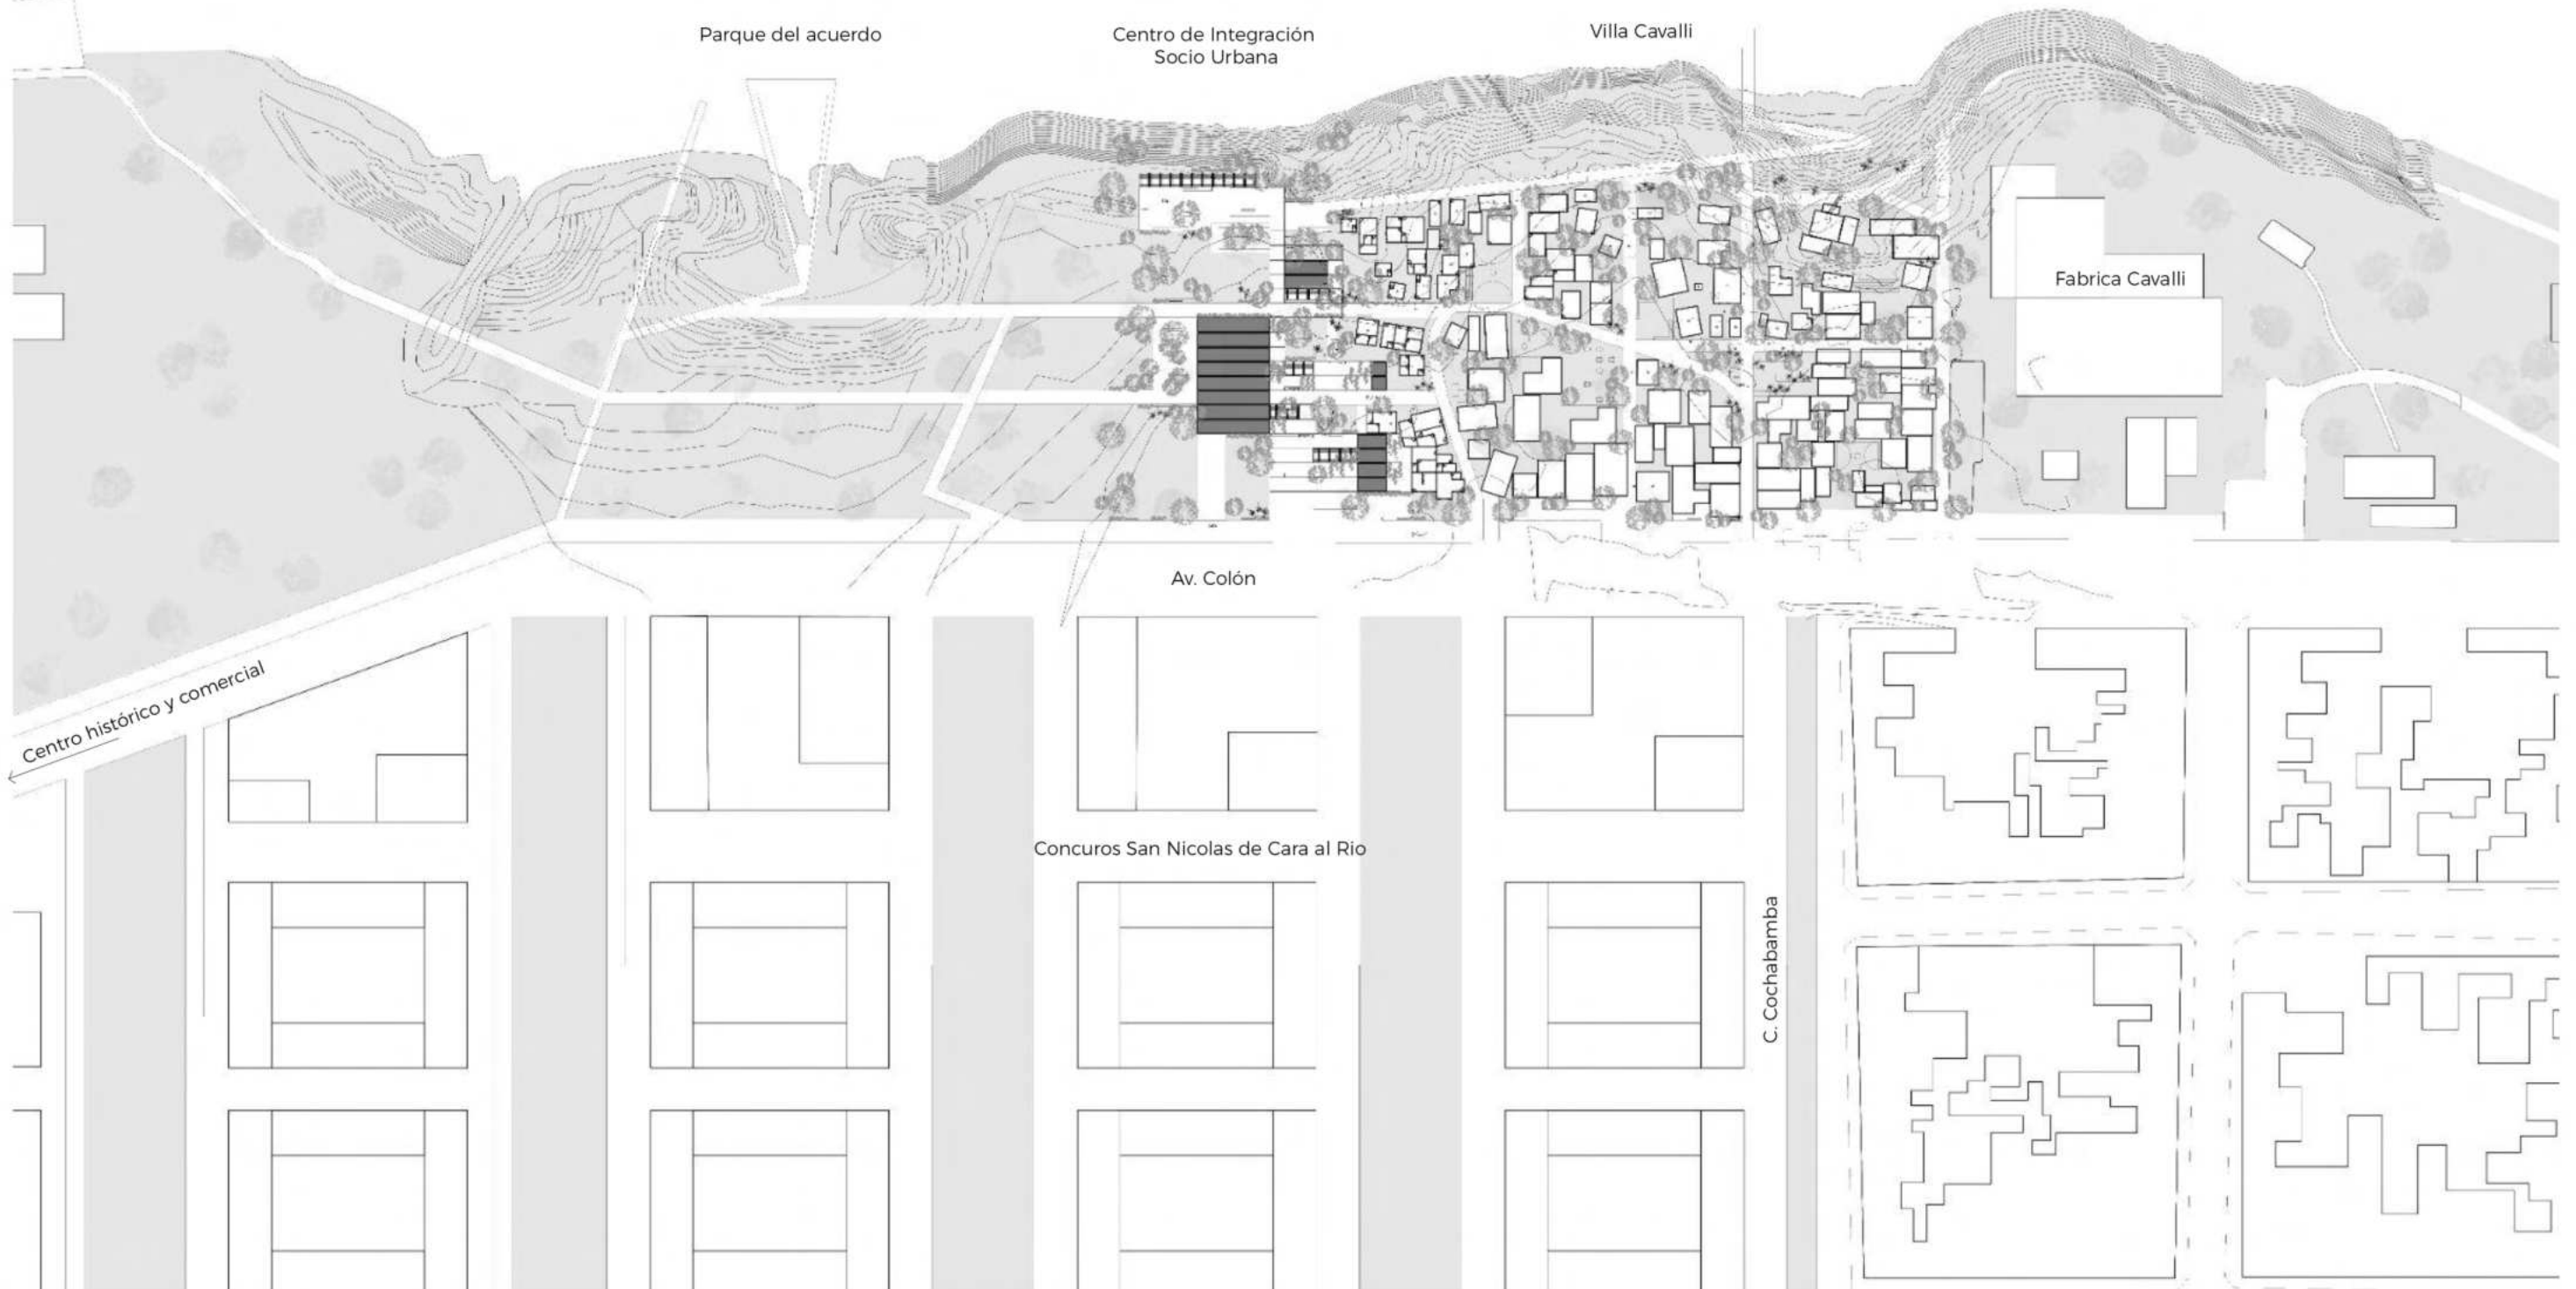 Parque del acuerdo
Centro de Integración
Socio Urbana
Villa Cavalli
Fabrica Cavalli
Av. Colón
Centro histórico y comercial
Concuros San Nicolas de Cara al Rio
C. Cochabamba